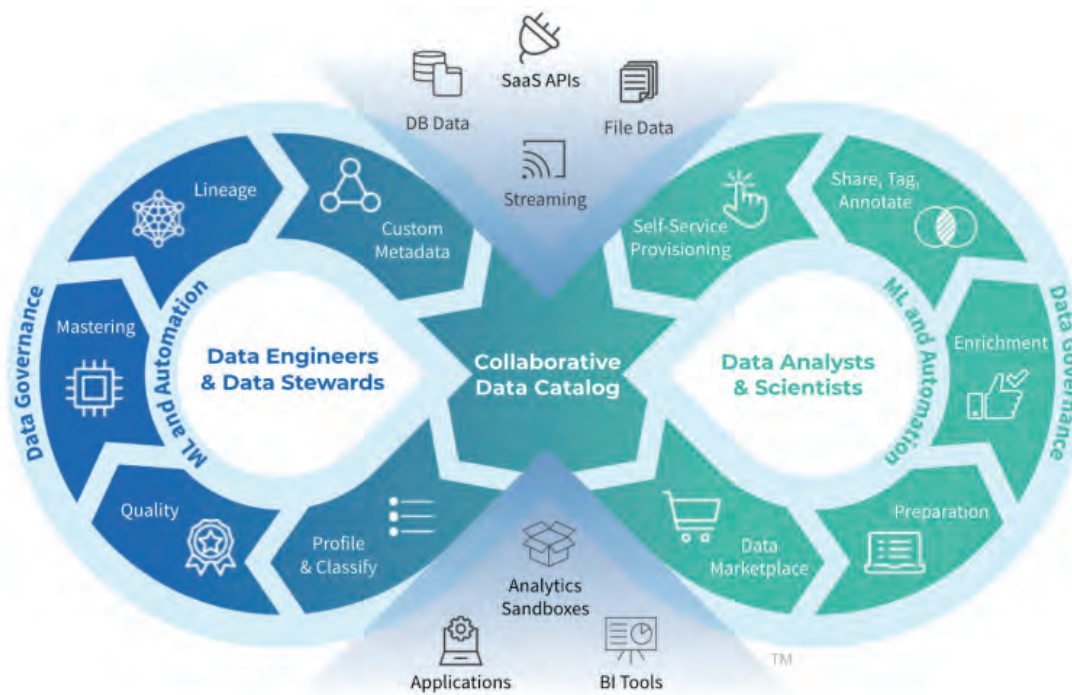 SaaS APIs
DB Data
File Data
Streaming
Lineage
Custom
Metadata
Self-Service
Provisioning
Share, Tag,
Annotate
Data Governance
Mastering
ML and Automation
Data Engineers
& Data Stewards
Collaborative
Data Catalog
Data Analysts
& Scientists
ML and Automation
Enrichment
Data Governance
Quality
Profile
& Classify
Data
Marketplace
Preparation
Analytics
Sandboxes
Applications
BI Tools
TM